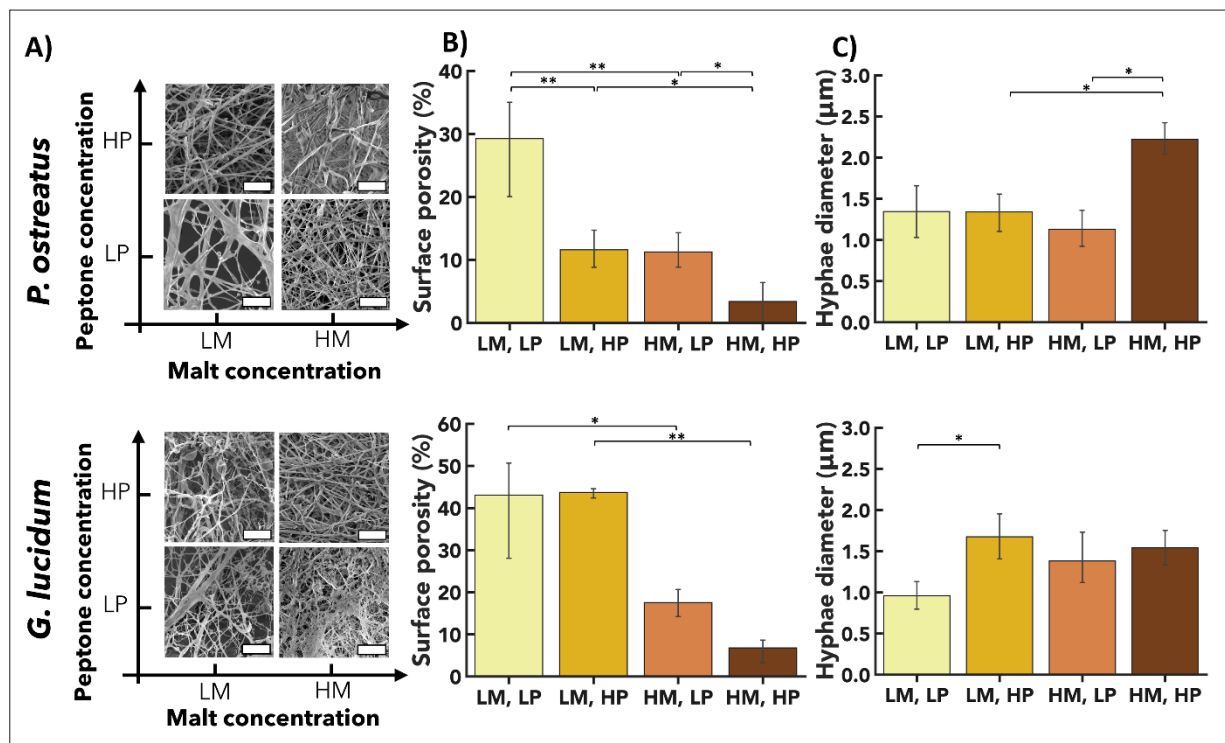 A)
P. ostreatus
Peptone concentration
HP
LP
LM
HM
Malt concentration
B)
Surface porosity (%)
40
30
20
10
0
**
*
**
*
LM, LP
LM, HP
HM, LP
HM, HP
C)
Hyphae diameter (μm)
3.0
2.5
2.0
1.5
1.0
0.5
0.0
*
*
LM, LP
LM, HP
HM, LP
HM, HP
G. lucidum
Peptone concentration
HP
LP
LM
HM
Malt concentration
Surface porosity (%)
60
50
40
30
20
10
0
*
**
LM, LP
LM, HP
HM, LP
HM, HP
Hyphae diameter (μm)
3.0
2.5
2.0
1.5
1.0
0.5
0.0
*
LM, LP
LM, HP
HM, LP
HM, HP